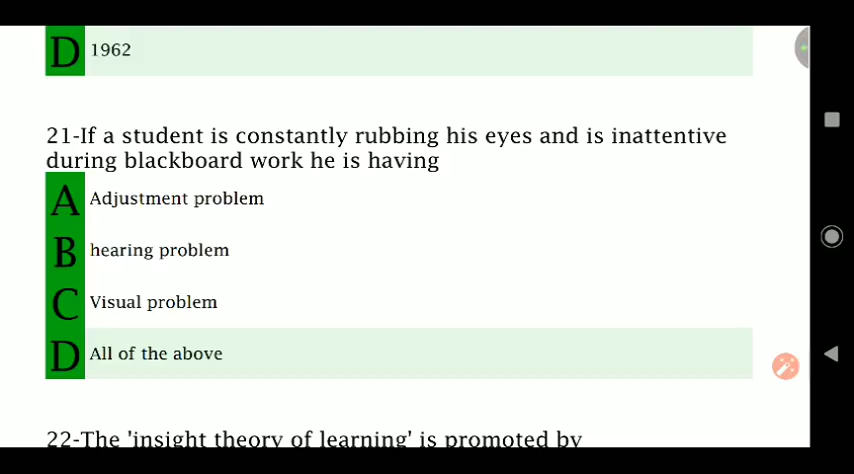 D 1962
21-If a student is constantly rubbing his eyes and is inattentive
during blackboard work he is having
A Adjustment problem
B hearing problem
C Visual problem
D All of the above
22-The 'insight theory of learning' is promoted by